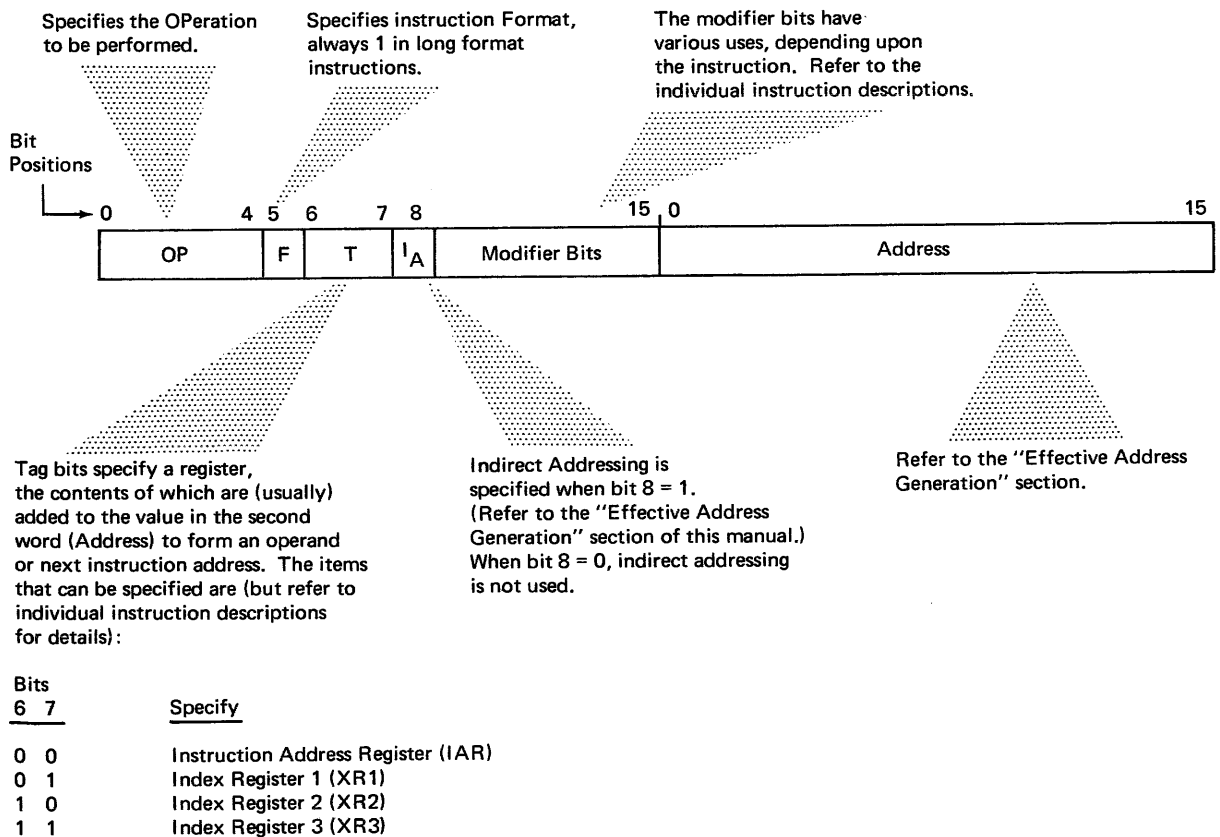 Specifies the OPeration
to be performed.
Specifies instruction Format,
always 1 in long format
instructions.
The modifier bits have
various uses, depending upon
the instruction. Refer to the
individual instruction descriptions.
Bit
Positions
0 4 5 6 7 8 15 0 15
OP F T IA Modifier Bits Address
Tag bits specify a register,
the contents of which are (usually)
added to the value in the second
word (Address) to form an operand
or next instruction address. The items
that can be specified are (but refer to
individual instruction descriptions
for details):
Indirect Addressing is
specified when bit 8 = 1.
(Refer to the "Effective Address
Generation" section of this manual.)
When bit 8 = 0, indirect addressing
is not used.
Refer to the "Effective Address
Generation" section.
Bits
6 7 Specify
0 0 Instruction Address Register (IAR)
0 1 Index Register 1 (XR1)
1 0 Index Register 2 (XR2)
1 1 Index Register 3 (XR3)